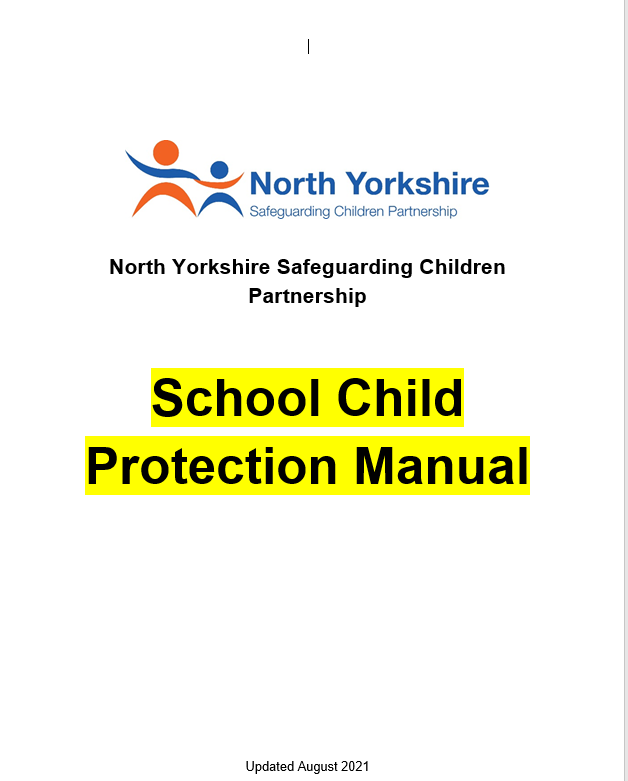 North Yorkshire
Safeguarding Children Partnership
North Yorkshire Safeguarding Children
Partnership
School Child
Protection Manual
Updated August 2021